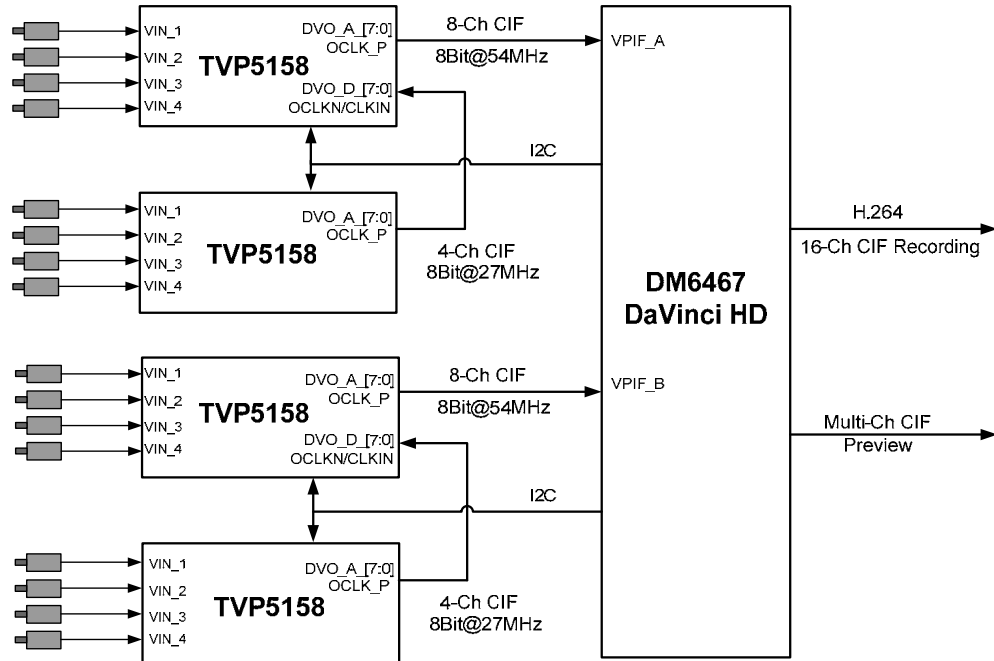 VIN_1
VIN_2
VIN_3
VIN_4
TVP5158
DVO_A_[7:0]
OCLK_P
DVO_D_[7:0]
OCLKN/CLKIN
8-Ch CIF
8Bit@54MHz
VPIF_A
I2C
VIN_1
VIN_2
VIN_3
VIN_4
TVP5158
DVO_A_[7:0]
OCLK_P
4-Ch CIF
8Bit@27MHz
DM6467
DaVinci HD
H.264
16-Ch CIF Recording
VIN_1
VIN_2
VIN_3
VIN_4
TVP5158
DVO_A_[7:0]
OCLK_P
DVO_D_[7:0]
OCLKN/CLKIN
8-Ch CIF
8Bit@54MHz
VPIF_B
Multi-Ch CIF
Preview
I2C
VIN_1
VIN_2
VIN_3
VIN_4
TVP5158
DVO_A_[7:0]
OCLK_P
4-Ch CIF
8Bit@27MHz